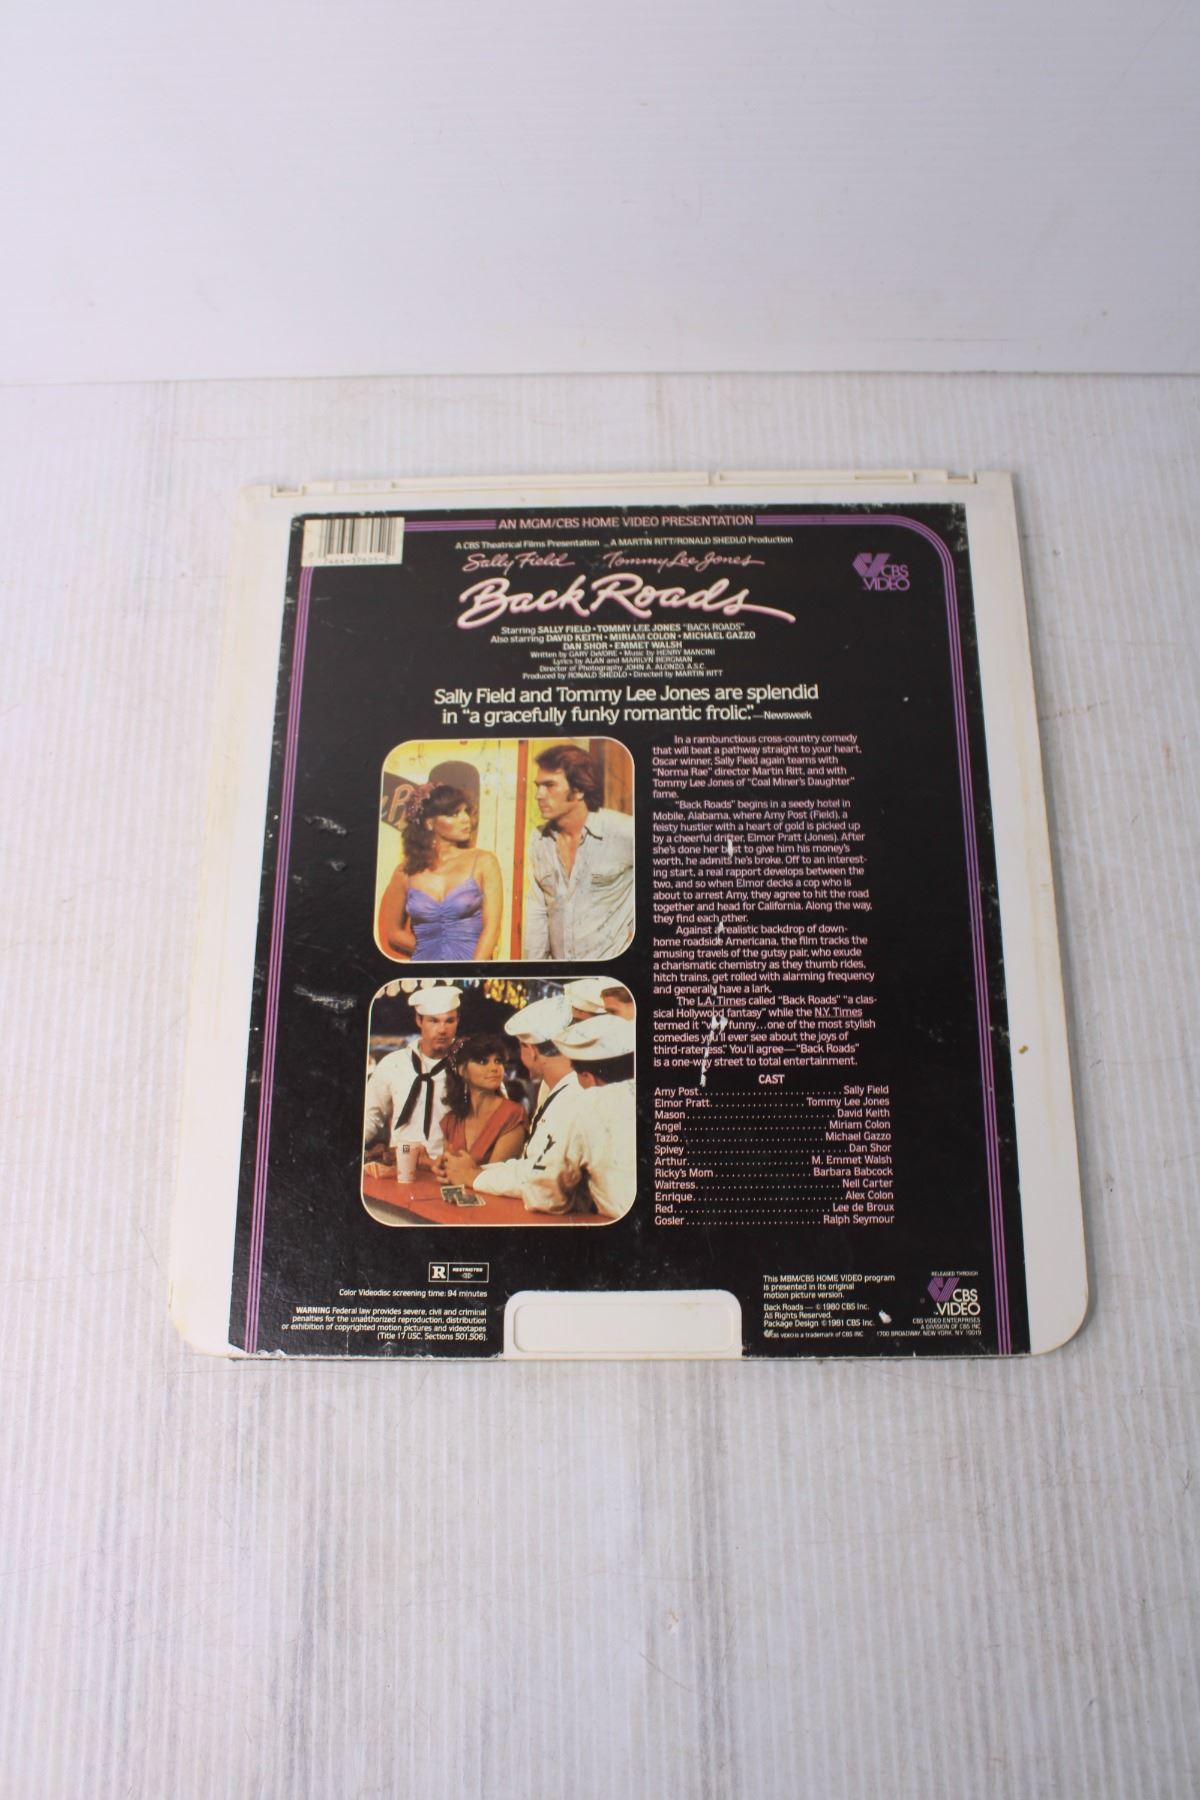 AN MGM/CBS HOME VIDEO PRESENTATION
A CBS Theatrical Films Presentation A MARTIN RITT/RONALD SHEDLO Production
Sally Field Tommy Lee Jones
Back Roads
CBS
VIDEO
Starring SALLY FIELD • TOMMY LEE JONES "BACK ROADS"
Also starring DAVID KEITH • MIRIAM COLON • MICHAEL GAZZO
DAN SHOR • EMMET WALSH
Written by GARY DeVORE • Music by HENRY MANCINI
Lyrics by ALAN and MARILYN BERGMAN
Director of Photography JOHN A. ALONZO, A.S.C.
Produced by RONALD SHEDLO • Directed by MARTIN RITT
Sally Field and Tommy Lee Jones are splendid
in "a gracefully funky romantic frolic."—Newsweek
In a rambunctious cross-country comedy
that will beat a pathway straight to your heart,
Oscar winner, Sally Field again teams with
"Norma Rae" director Martin Ritt, and with
Tommy Lee Jones of "Coal Miner's Daughter"
fame.
"Back Roads" begins in a seedy hotel in
Mobile, Alabama, where Amy Post (Field), a
feisty hustler with a heart of gold is picked up
by a cheerful drifter, Elmor Pratt (Jones). After
she's done her best to give him his money's
worth, he admits he's broke. Off to an interest-
ing start, a real rapport develops between the
two, and so when Elmor decks a cop who is
about to arrest Amy, they agree to hit the road
together and head for California. Along the way,
they find each other.
Against a realistic backdrop of down-
home roadside Americana, the film tracks the
amusing travels of the gutsy pair, who exude
a charismatic chemistry as they thumb rides,
hitch trains, get rolled with alarming frequency
and generally have a lark.
The L.A. Times called "Back Roads" "a clas-
sical Hollywood fantasy" while the N.Y. Times
termed it "very funny...one of the most stylish
comedies you'll ever see about the joys of
third-rateness." You'll agree—"Back Roads"
is a one-way street to total entertainment.
CAST
Amy Post........................Sally Field
Elmor Pratt..................Tommy Lee Jones
Mason............................David Keith
Angel...........................Miriam Colon
Tazio...........................Michael Gazzo
Spivey............................Dan Shor
Arthur.......................M. Emmet Walsh
Ricky's Mom..................Barbara Babcock
Waitress..........................Nell Carter
Enrique...........................Alex Colon
Red............................Lee de Broux
Gosler.........................Ralph Seymour
R RESTRICTED
Color Videodisc screening time: 94 minutes
WARNING Federal law provides severe, civil and criminal
penalties for the unauthorized reproduction, distribution
or exhibition of copyrighted motion pictures and videotapes
(Title 17 USC, Sections 501,506).
This MBM/CBS HOME VIDEO program
is presented in its original
motion picture version.
Back Roads — © 1980 CBS Inc.
All Rights Reserved.
Package Design © 1981 CBS Inc.
CBS VIDEO is a trademark of CBS INC
RELEASED THROUGH
CBS
VIDEO
CBS VIDEO ENTERPRISES
A DIVISION OF CBS INC
1700 BROADWAY, NEW YORK, NY 10019